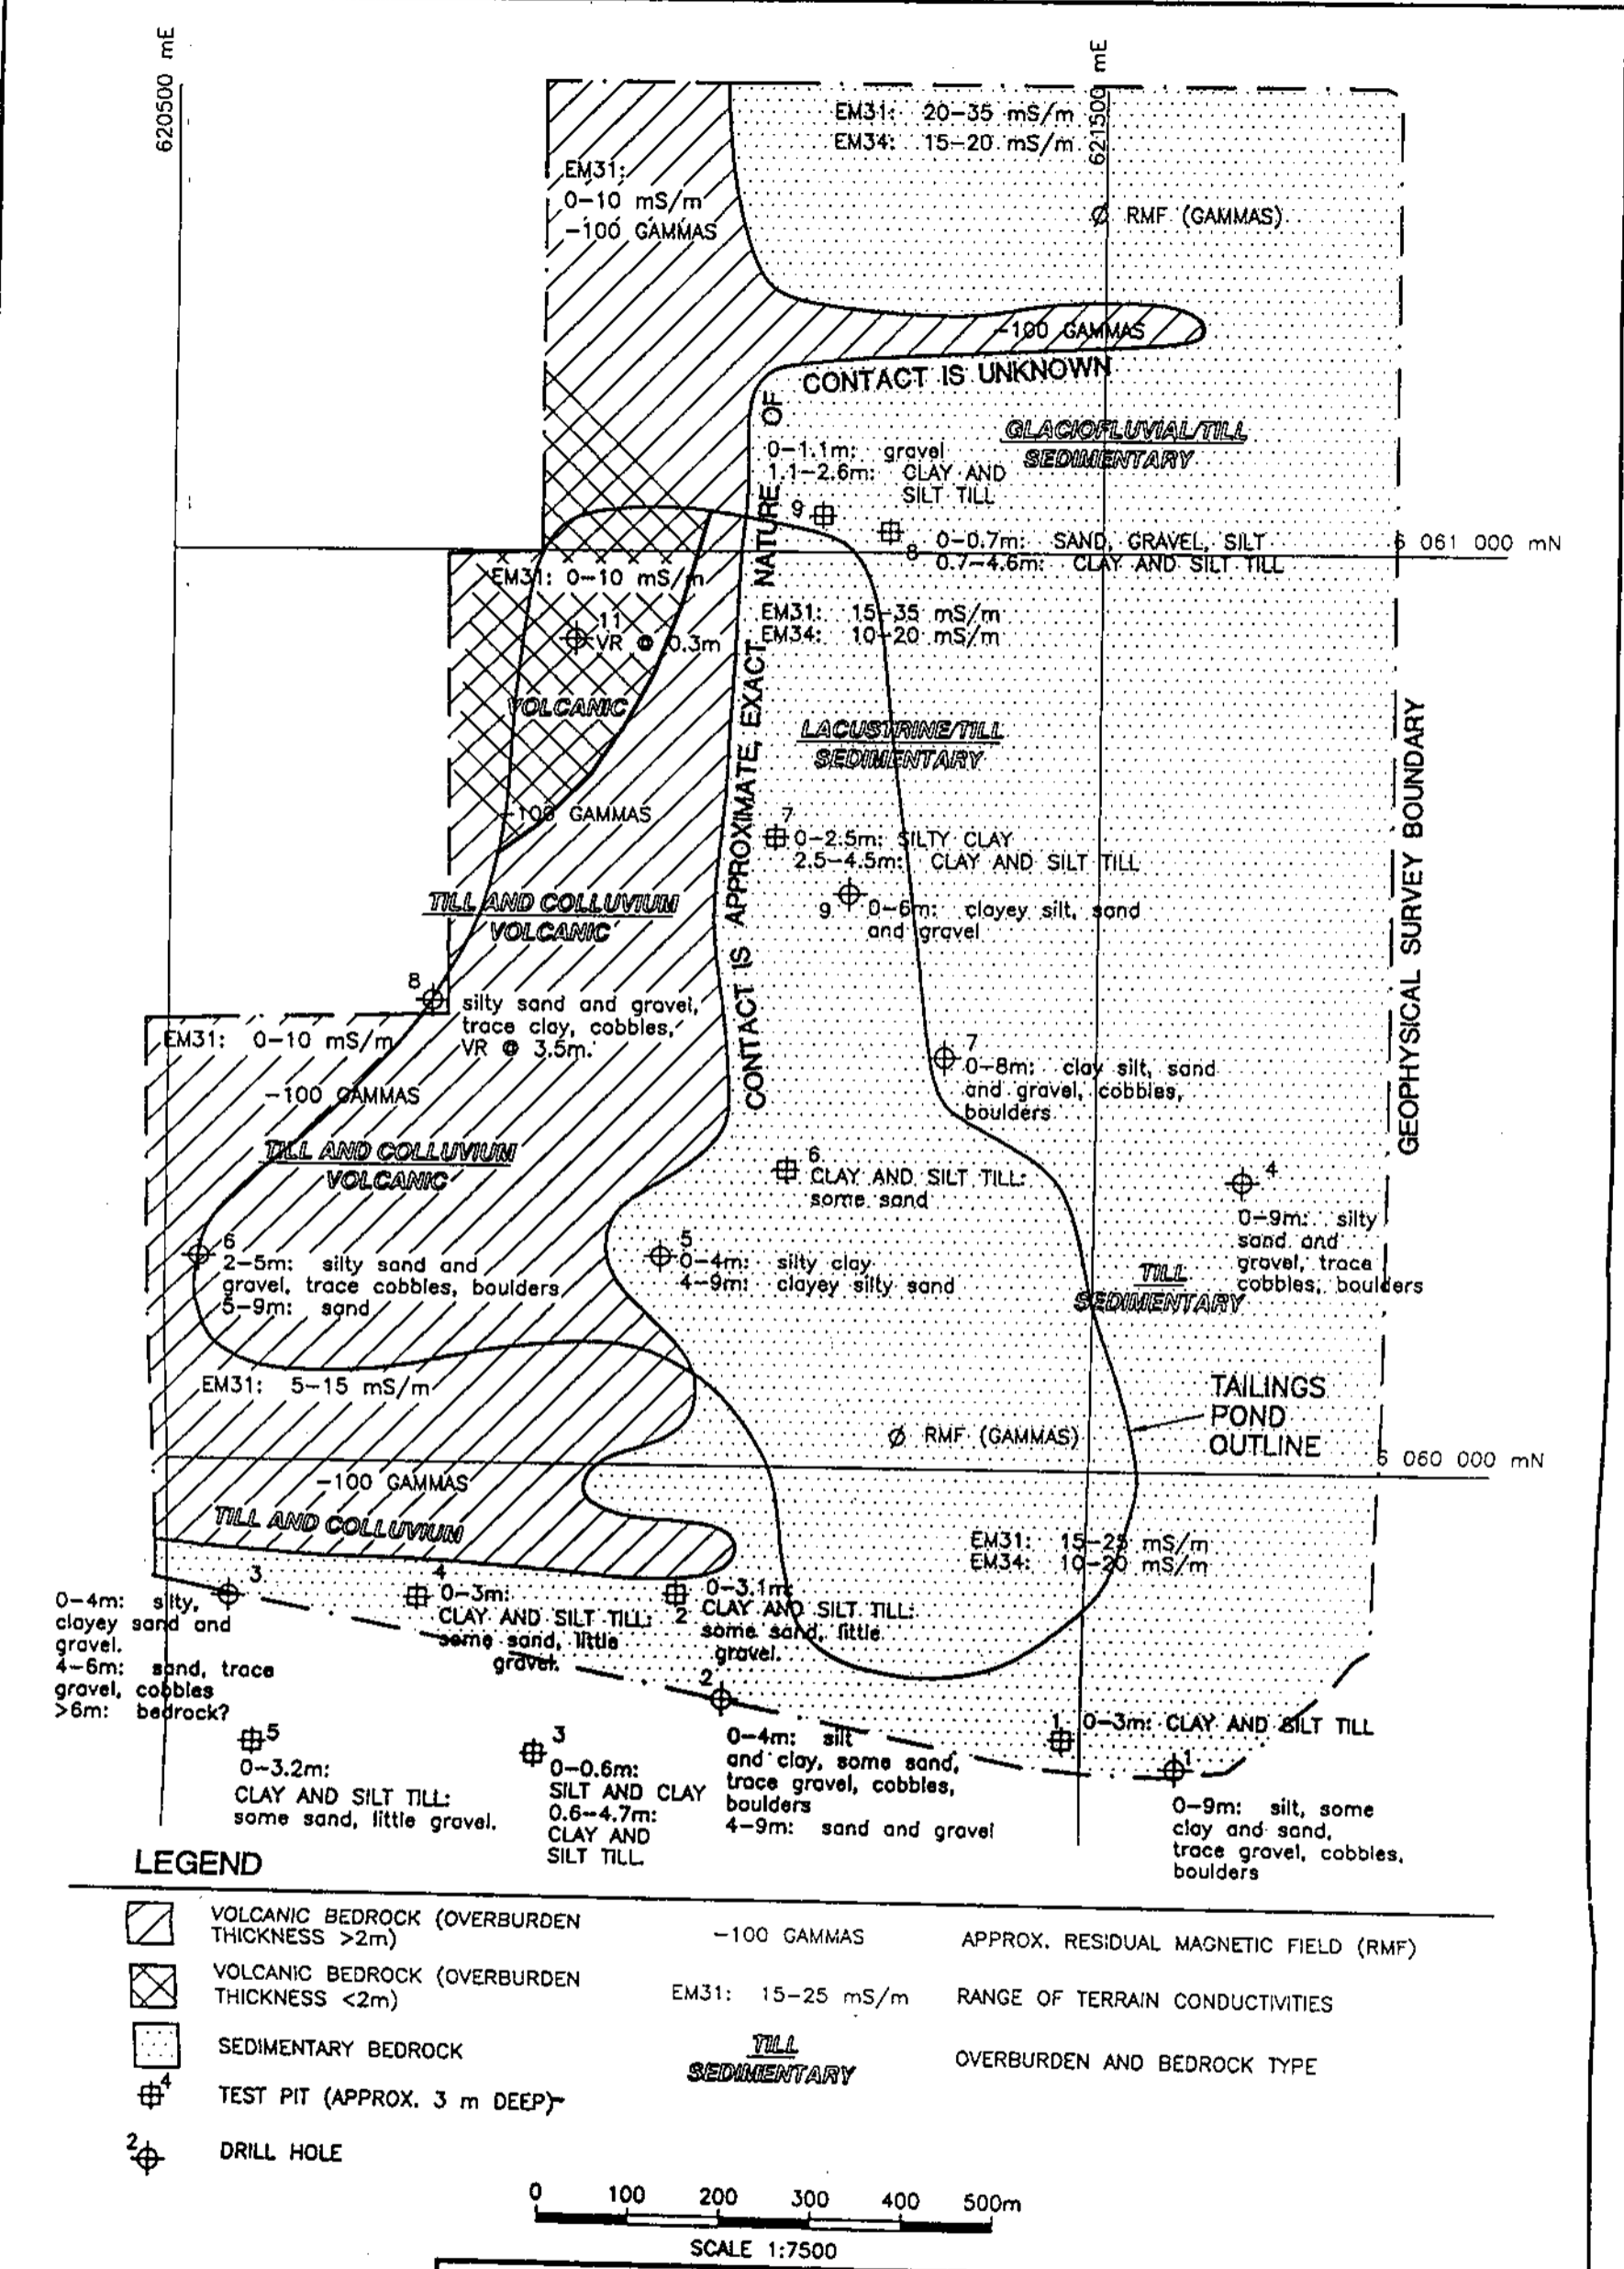 620500 mE
621500 mE
EM31: 20-35 mS/m
EM34: 15-20 mS/m
EM31:
0-10 mS/m
-100 GAMMAS
Ø RMF (GAMMAS)
-100 GAMMAS
CONTACT IS APPROXIMATE, EXACT NATURE OF
CONTACT IS UNKNOWN
GLACIOFLUVIAL/TILL
SEDIMENTARY
0-1.1m: gravel
1.1-2.6m: CLAY AND
SILT TILL
9
8
0-0.7m: SAND, GRAVEL, SILT
0.7-4.6m: CLAY AND SILT TILL
6 061 000 mN
EM31: 0-10 mS/m
11
VR @ 0.3m
EM31: 15-35 mS/m
EM34: 10-20 mS/m
VOLCANIC
LACUSTRINE/TILL
SEDIMENTARY
GEOPHYSICAL SURVEY BOUNDARY
-100 GAMMAS
7
0-2.5m: SILTY CLAY
2.5-4.5m: CLAY AND SILT TILL
TILL AND COLLUVIUM
VOLCANIC
9
0-6m: clayey silt, sand
and gravel
8
silty sand and gravel,
trace clay, cobbles,
VR @ 3.5m.
EM31: 0-10 mS/m
-100 GAMMAS
7
0-8m: clay silt, sand
and gravel, cobbles,
boulders
TILL AND COLLUVIUM
VOLCANIC
6
CLAY AND SILT TILL:
some sand
4
0-9m: silty
sand and
gravel, trace
cobbles, boulders
6
2-5m: silty sand and
gravel, trace cobbles, boulders
5-9m: sand
5
0-4m: silty clay
4-9m: clayey silty sand
TILL
SEDIMENTARY
EM31: 5-15 mS/m
TAILINGS
POND
OUTLINE
Ø RMF (GAMMAS)
6 060 000 mN
-100 GAMMAS
TILL AND COLLUVIUM
EM31: 15-25 mS/m
EM34: 10-20 mS/m
3
0-4m: silty,
clayey sand and
gravel.
4-6m: sand, trace
gravel, cobbles
>6m: bedrock?
4
0-3m:
CLAY AND SILT TILL:
some sand, little
gravel.
2
0-3.1m:
CLAY AND SILT TILL:
some sand, little
gravel.
2
0-4m: silt
and clay, some sand,
trace gravel, cobbles,
boulders
4-9m: sand and gravel
1
0-3m: CLAY AND SILT TILL
1
0-9m: silt, some
clay and sand,
trace gravel, cobbles,
boulders
5
0-3.2m:
CLAY AND SILT TILL:
some sand, little gravel.
3
0-0.6m:
SILT AND CLAY
0.6-4.7m:
CLAY AND
SILT TILL
LEGEND
VOLCANIC BEDROCK (OVERBURDEN
THICKNESS >2m)
VOLCANIC BEDROCK (OVERBURDEN
THICKNESS <2m)
SEDIMENTARY BEDROCK
4
TEST PIT (APPROX. 3 m DEEP)
2
DRILL HOLE
-100 GAMMAS APPROX. RESIDUAL MAGNETIC FIELD (RMF)
EM31: 15-25 mS/m RANGE OF TERRAIN CONDUCTIVITIES
TILL
SEDIMENTARY
OVERBURDEN AND BEDROCK TYPE
0 100 200 300 400 500m
SCALE 1:7500